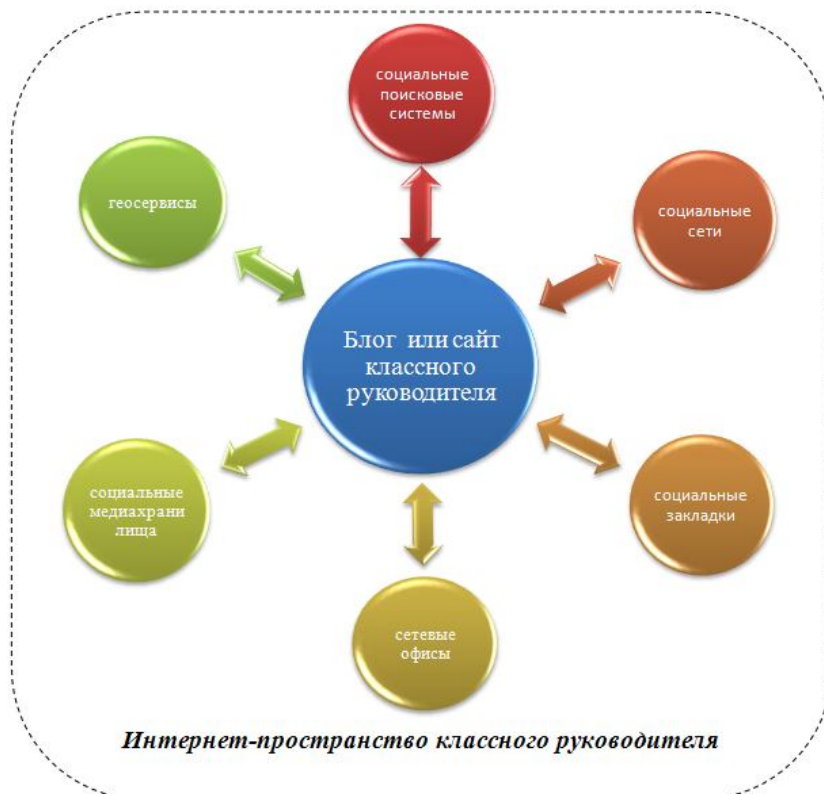 социальные
поисковые
системы
геосервисы
социальные
сети
Блог или сайт
классного
руководителя
социальные
медиахрани
лища
социальные
закладки
сетевые
офисы
Интернет-пространство классного руководителя